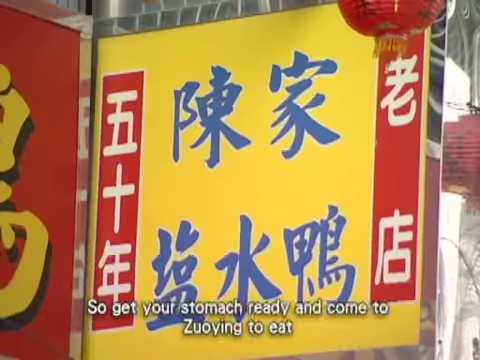 五十年
陳家
塩水鴨
老店
So get your stomach ready and come to
Zuoying to eat